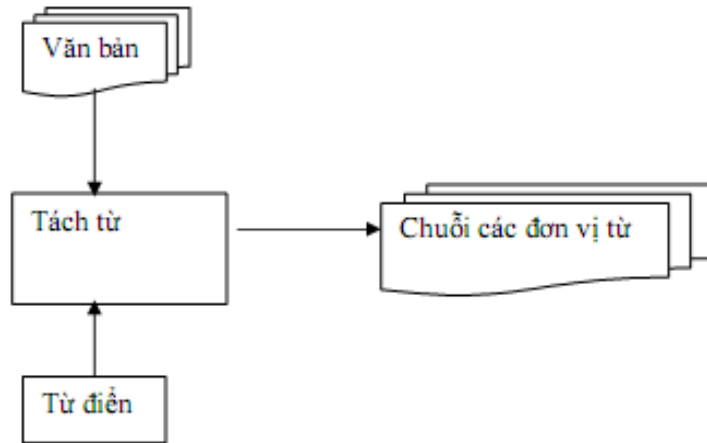 Văn bản
Tách từ
Chuỗi các đơn vị từ
Từ điển